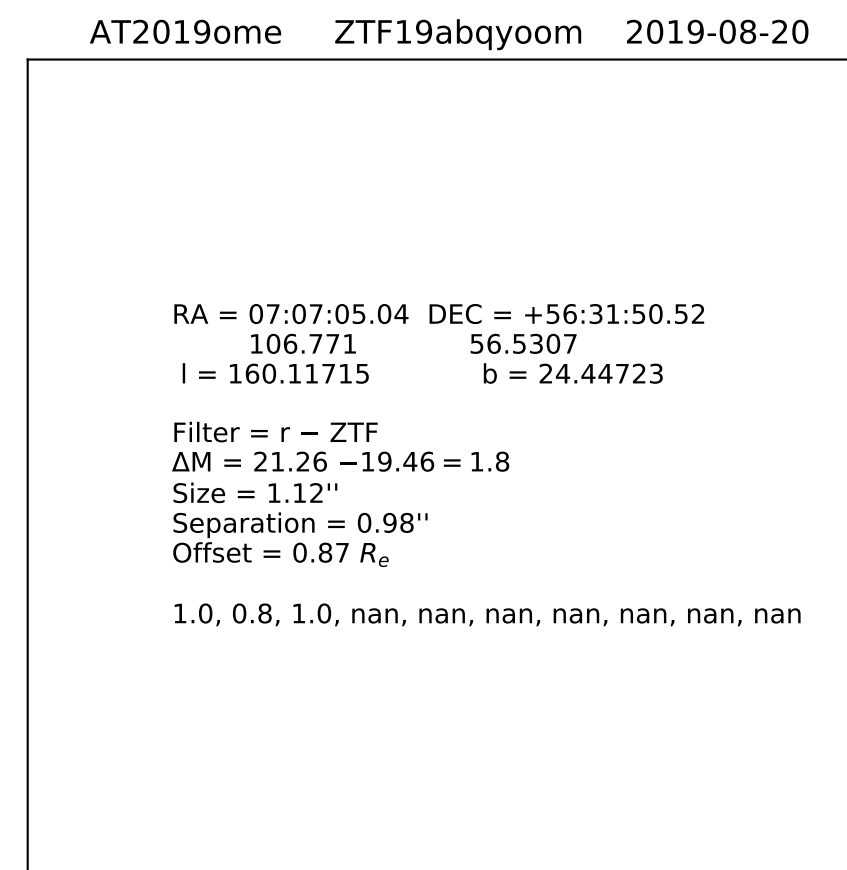 AT2019ome ZTF19abqyoom 2019-08-20
RA = 07:07:05.04 DEC = +56:31:50.52
106.771 56.5307
l = 160.11715 b = 24.44723
Filter = r − ZTF
ΔM = 21.26 −19.46 = 1.8
Size = 1.12''
Separation = 0.98''
Offset = 0.87 Rₑ
1.0, 0.8, 1.0, nan, nan, nan, nan, nan, nan, nan